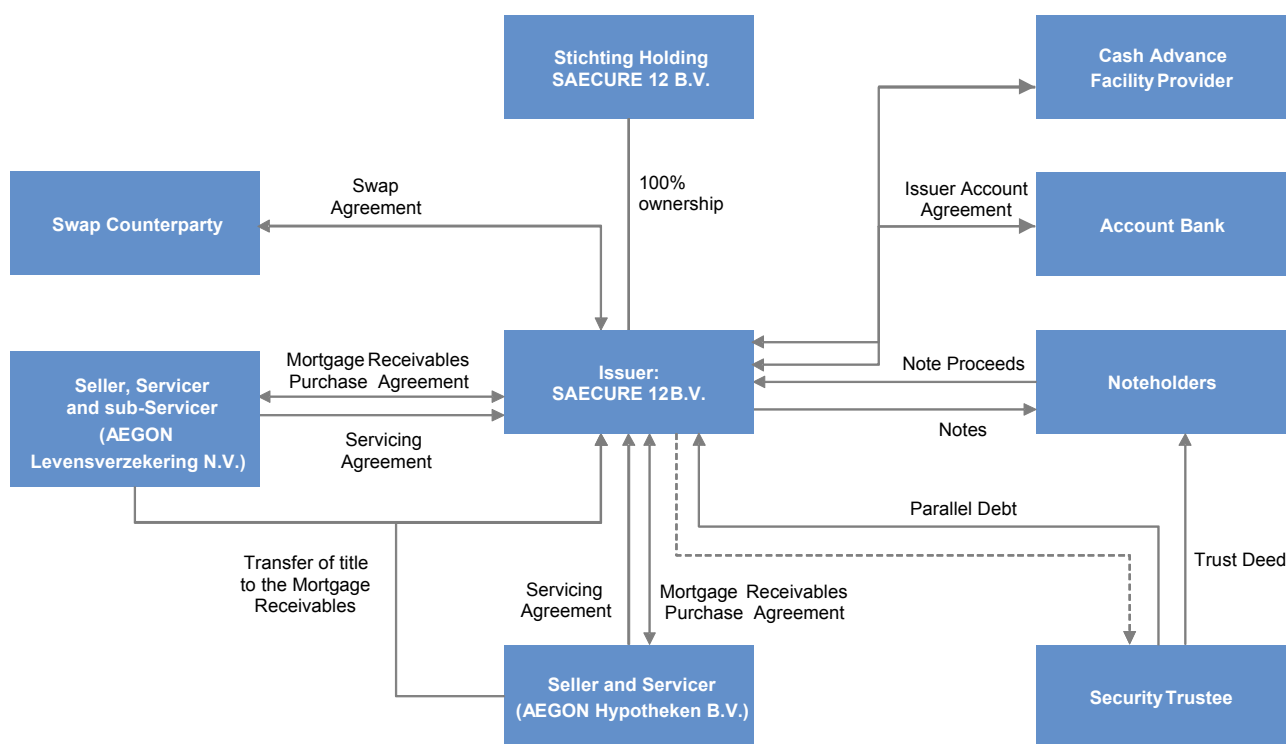 Stichting Holding
SAECURE 12 B.V.
Cash Advance
Facility Provider
100%
ownership
Swap
Agreement
Swap Counterparty
Issuer Account
Agreement
Account Bank
Mortgage Receivables
Purchase Agreement
Seller, Servicer
and sub-Servicer
(AEGON
Levensverzekering N.V.)
Servicing
Agreement
Issuer:
SAECURE 12B.V.
Note Proceeds
Noteholders
Notes
Parallel Debt
Transfer of title
to the Mortgage
Receivables
Servicing
Agreement
Mortgage Receivables
Purchase Agreement
Trust Deed
Seller and Servicer
(AEGON Hypotheken B.V.)
Security Trustee